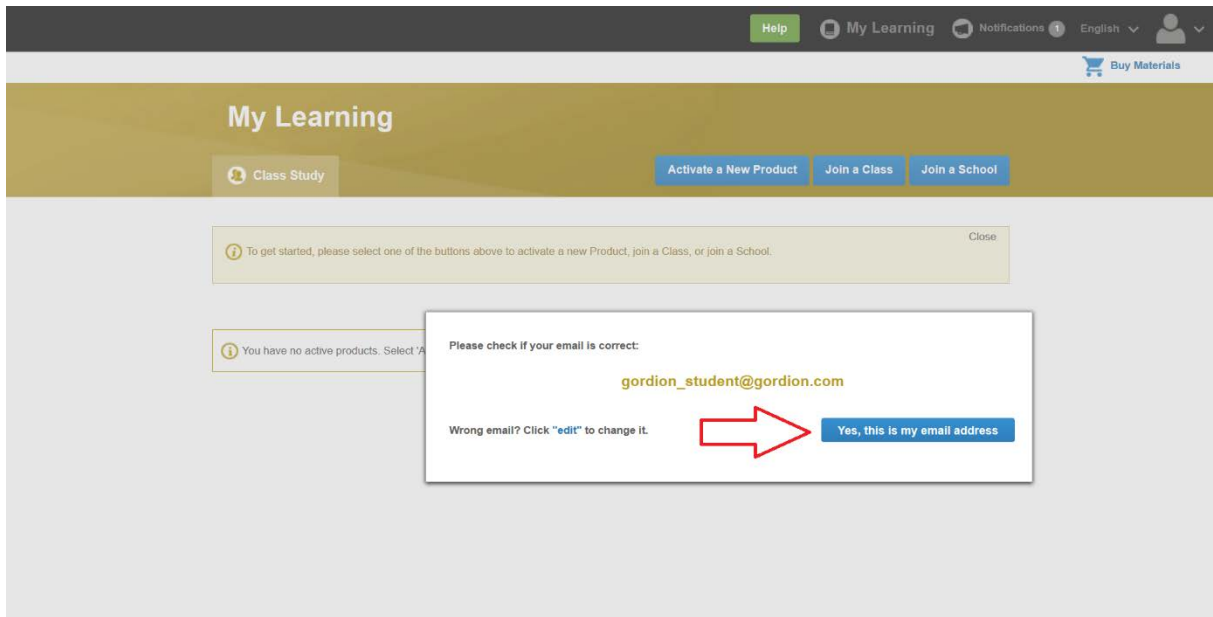 Help My Learning Notifications 1 English
Buy Materials
My Learning
Class Study Activate a New Product Join a Class Join a School
Close
To get started, please select one of the buttons above to activate a new Product, join a Class, or join a School.
You have no active products. Select 'A
Please check if your email is correct:
gordion_student@gordion.com
Wrong email? Click "edit" to change it. Yes, this is my email address